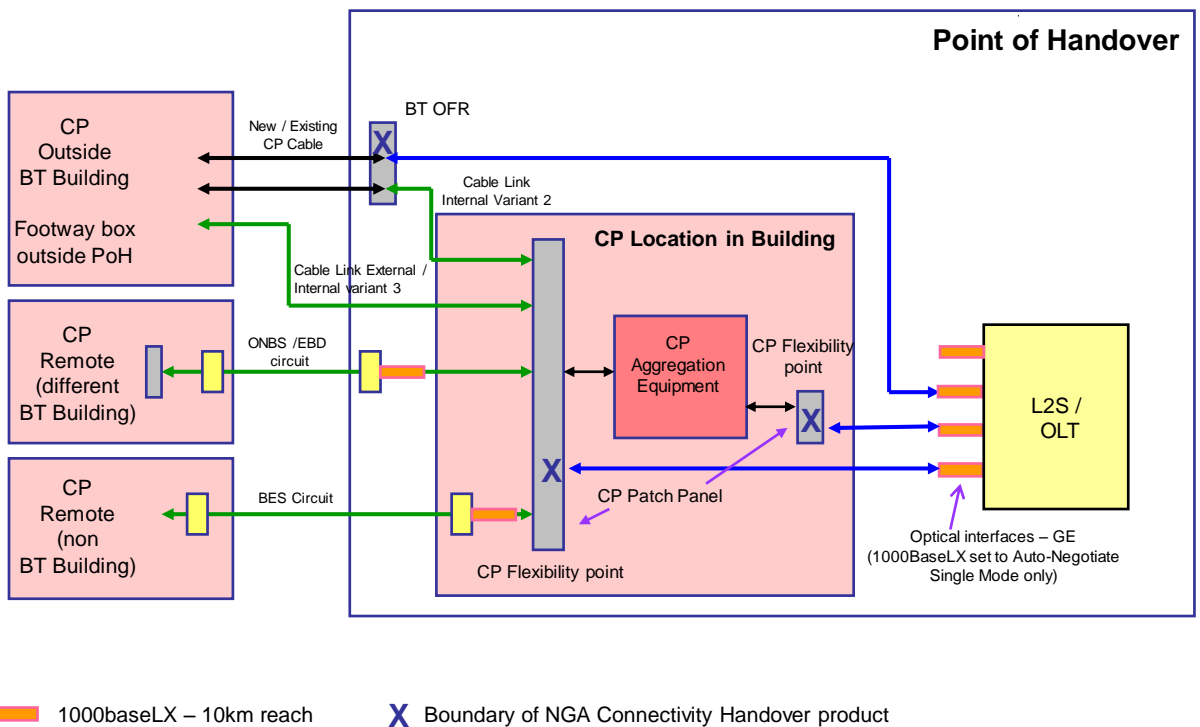 Point of Handover
BT OFR
CP
Outside
BT Building
Footway box
outside PoH
New / Existing
CP Cable
Cable Link
Internal Variant 2
Cable Link External /
Internal variant 3
CP Location in Building
CP
Remote
(different
BT Building)
ONBS /EBD
circuit
CP
Aggregation
Equipment
CP Flexibility
point
X
X
X
L2S /
OLT
CP
Remote
(non
BT Building)
BES Circuit
CP Patch Panel
CP Flexibility point
Optical interfaces – GE
(1000BaseLX set to Auto-Negotiate
Single Mode only)
1000baseLX – 10km reach
X Boundary of NGA Connectivity Handover product